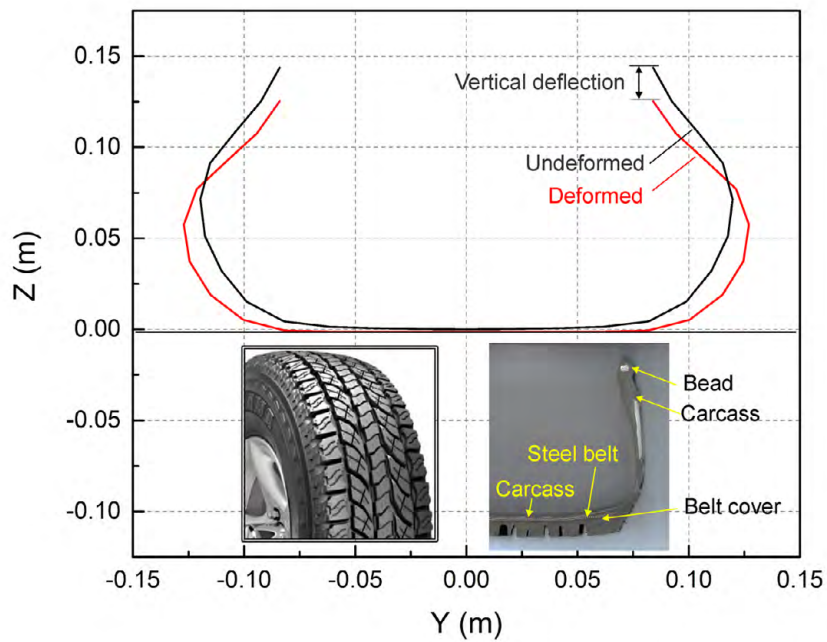 0.15
0.10
0.05
0.00
-0.05
-0.10
Z (m)
Vertical deflection
Undeformed
Deformed
Bead
Carcass
Steel belt
Carcass
Belt cover
-0.15
-0.10
-0.05
0.00
0.05
0.10
0.15
Y (m)